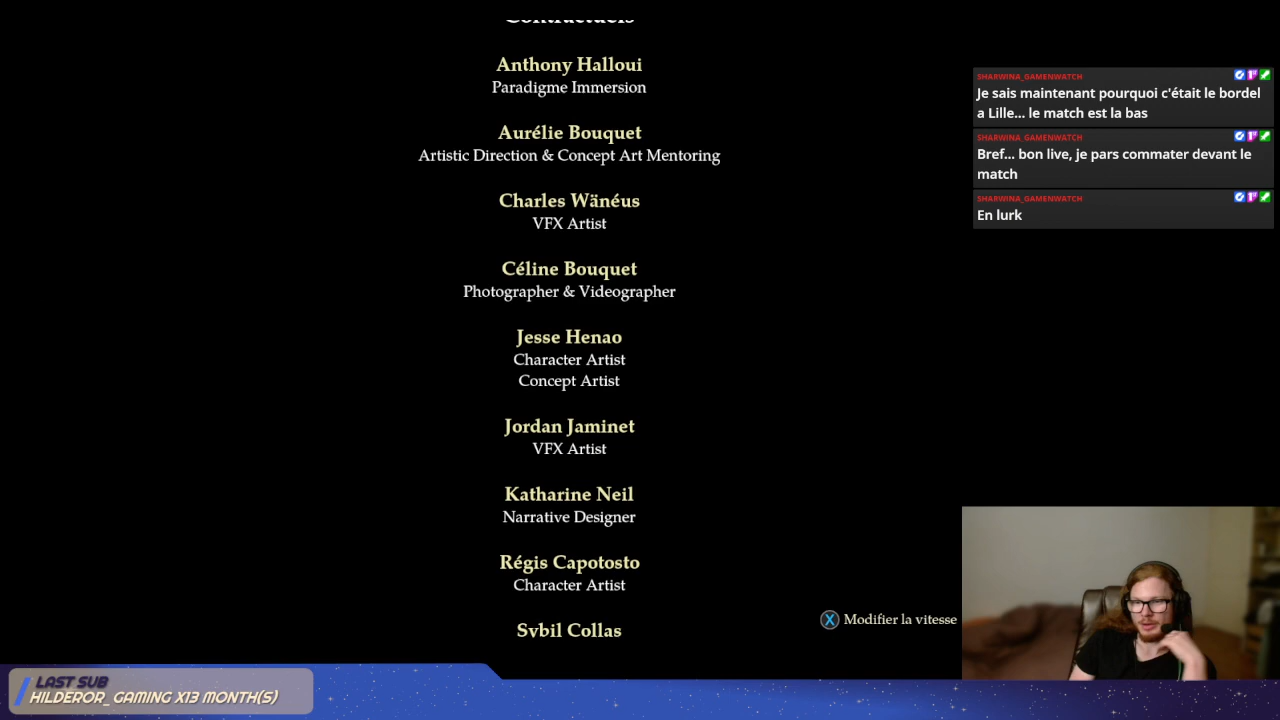 Contractuels
Anthony Halloui
Paradigme Immersion
Aurélie Bouquet
Artistic Direction & Concept Art Mentoring
Charles Wänéus
VFX Artist
Céline Bouquet
Photographer & Videographer
Jesse Henao
Character Artist
Concept Artist
Jordan Jaminet
VFX Artist
Katharine Neil
Narrative Designer
Régis Capotosto
Character Artist
Sybil Collas
X Modifier la vitesse
SHARWINA_GAMENWATCH
Je sais maintenant pourquoi c'était le bordel
a Lille... le match est la bas
SHARWINA_GAMENWATCH
Bref... bon live, je pars commater devant le
match
SHARWINA_GAMENWATCH
En lurk
LAST SUB
HILDEROR_GAMING X13 MONTH(S)